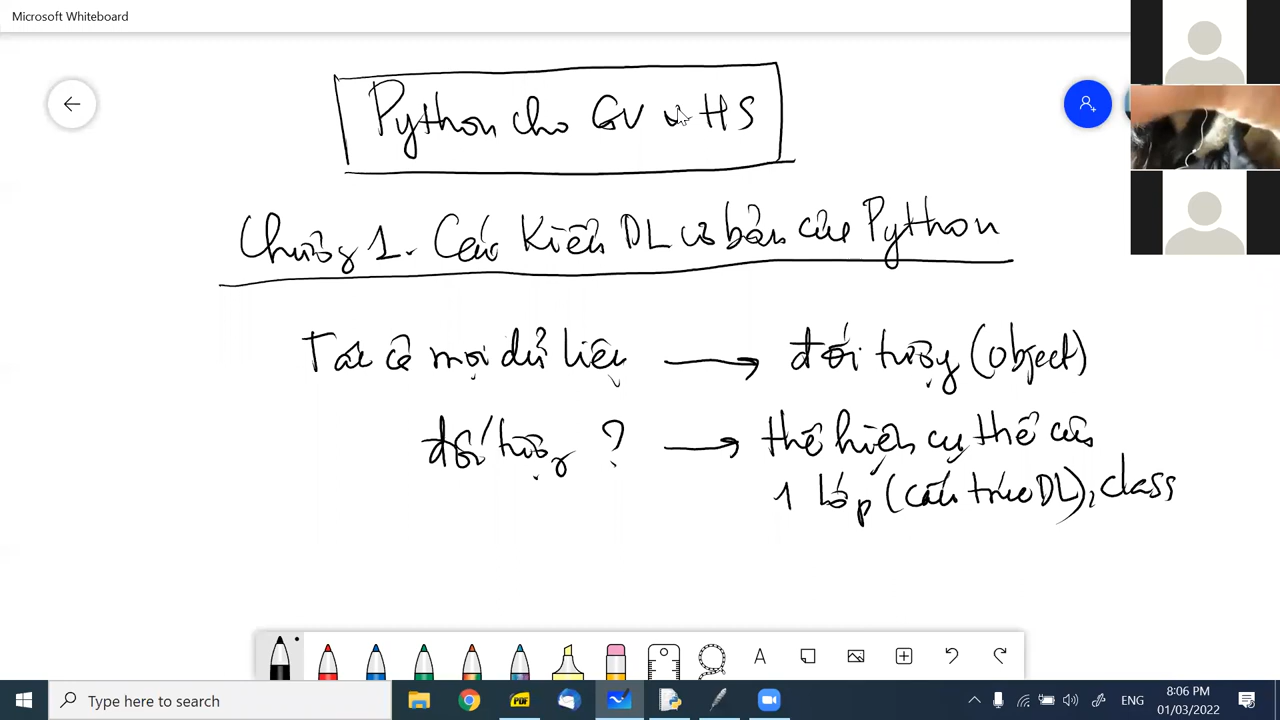 Microsoft Whiteboard
Python cho GV và HS
Chương 1. Các Kiểu DL cơ bản của Python
Tất cả mọi dữ liệu → đối tượng (object)
đối tượng ? → thể hiện cụ thể của
1 lớp (cấu trúc DL), class
A
Type here to search
PDF
ENG
8:06 PM
01/03/2022